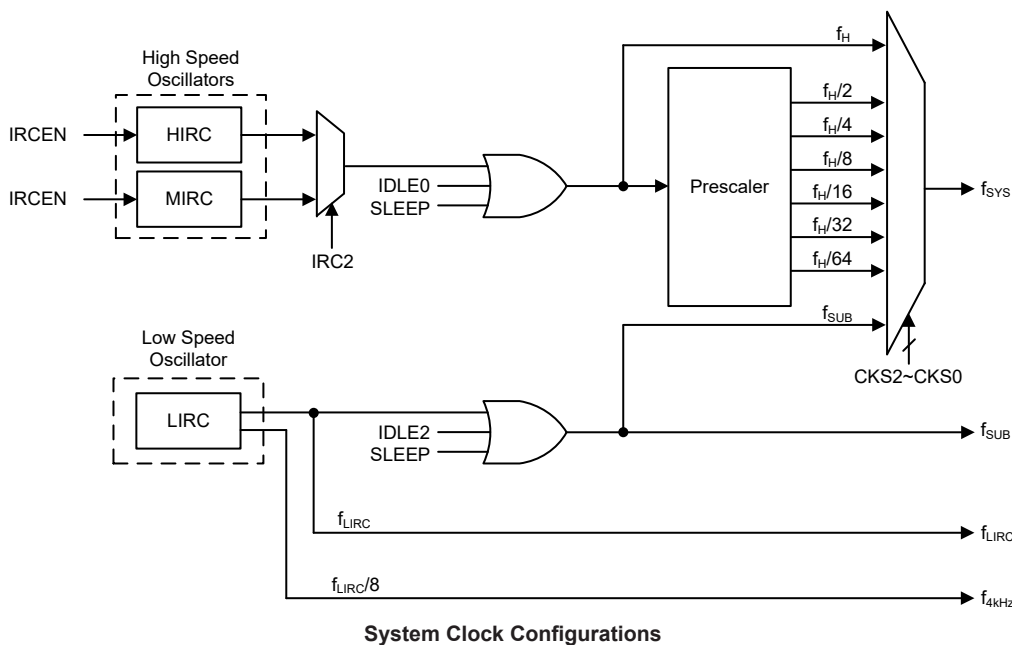 High Speed
Oscillators
IRCEN
HIRC
IRCEN
MIRC
IRC2
IDLE0
SLEEP
Prescaler
fH
fH/2
fH/4
fH/8
fH/16
fH/32
fH/64
fSUB
fSYS
CKS2~CKS0
Low Speed
Oscillator
LIRC
IDLE2
SLEEP
fSUB
fLIRC
fLIRC
fLIRC/8
f4kHz
System Clock Configurations